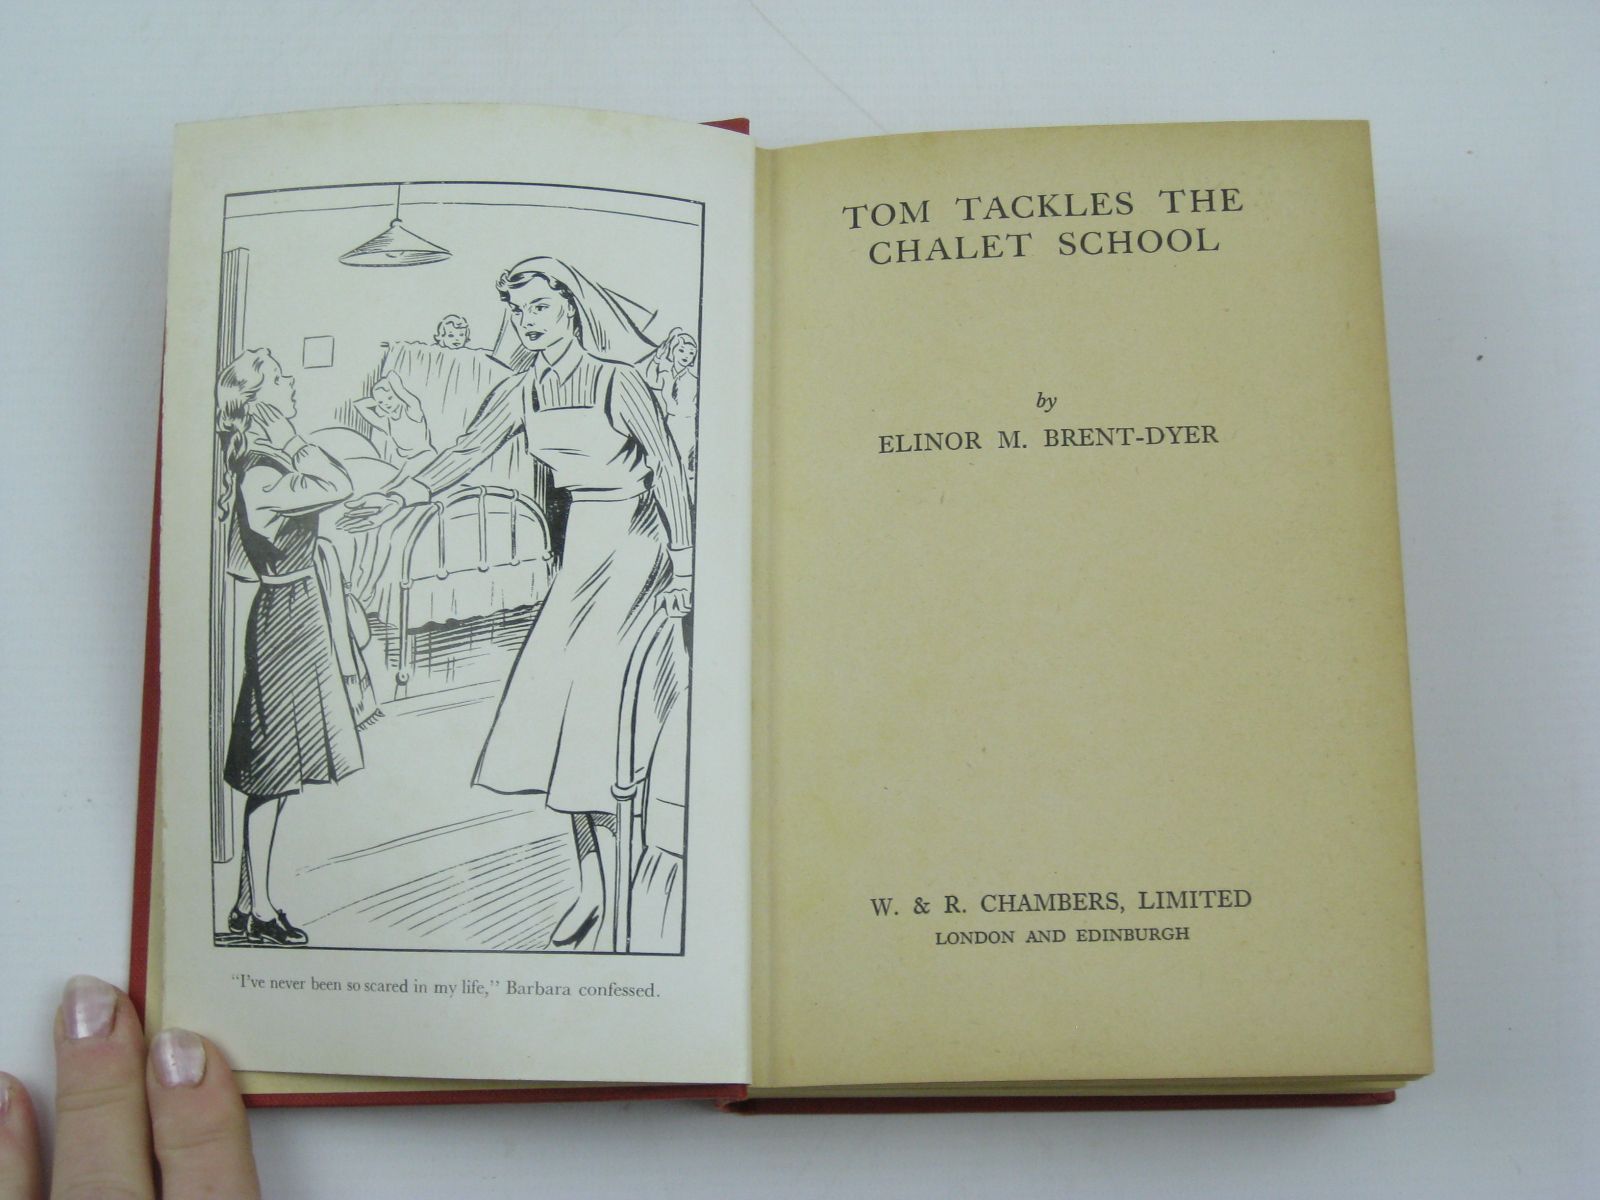 "I've never been so scared in my life," Barbara confessed.
TOM TACKLES THE
CHALET SCHOOL
by
ELINOR M. BRENT-DYER
W. & R. CHAMBERS, LIMITED
LONDON AND EDINBURGH